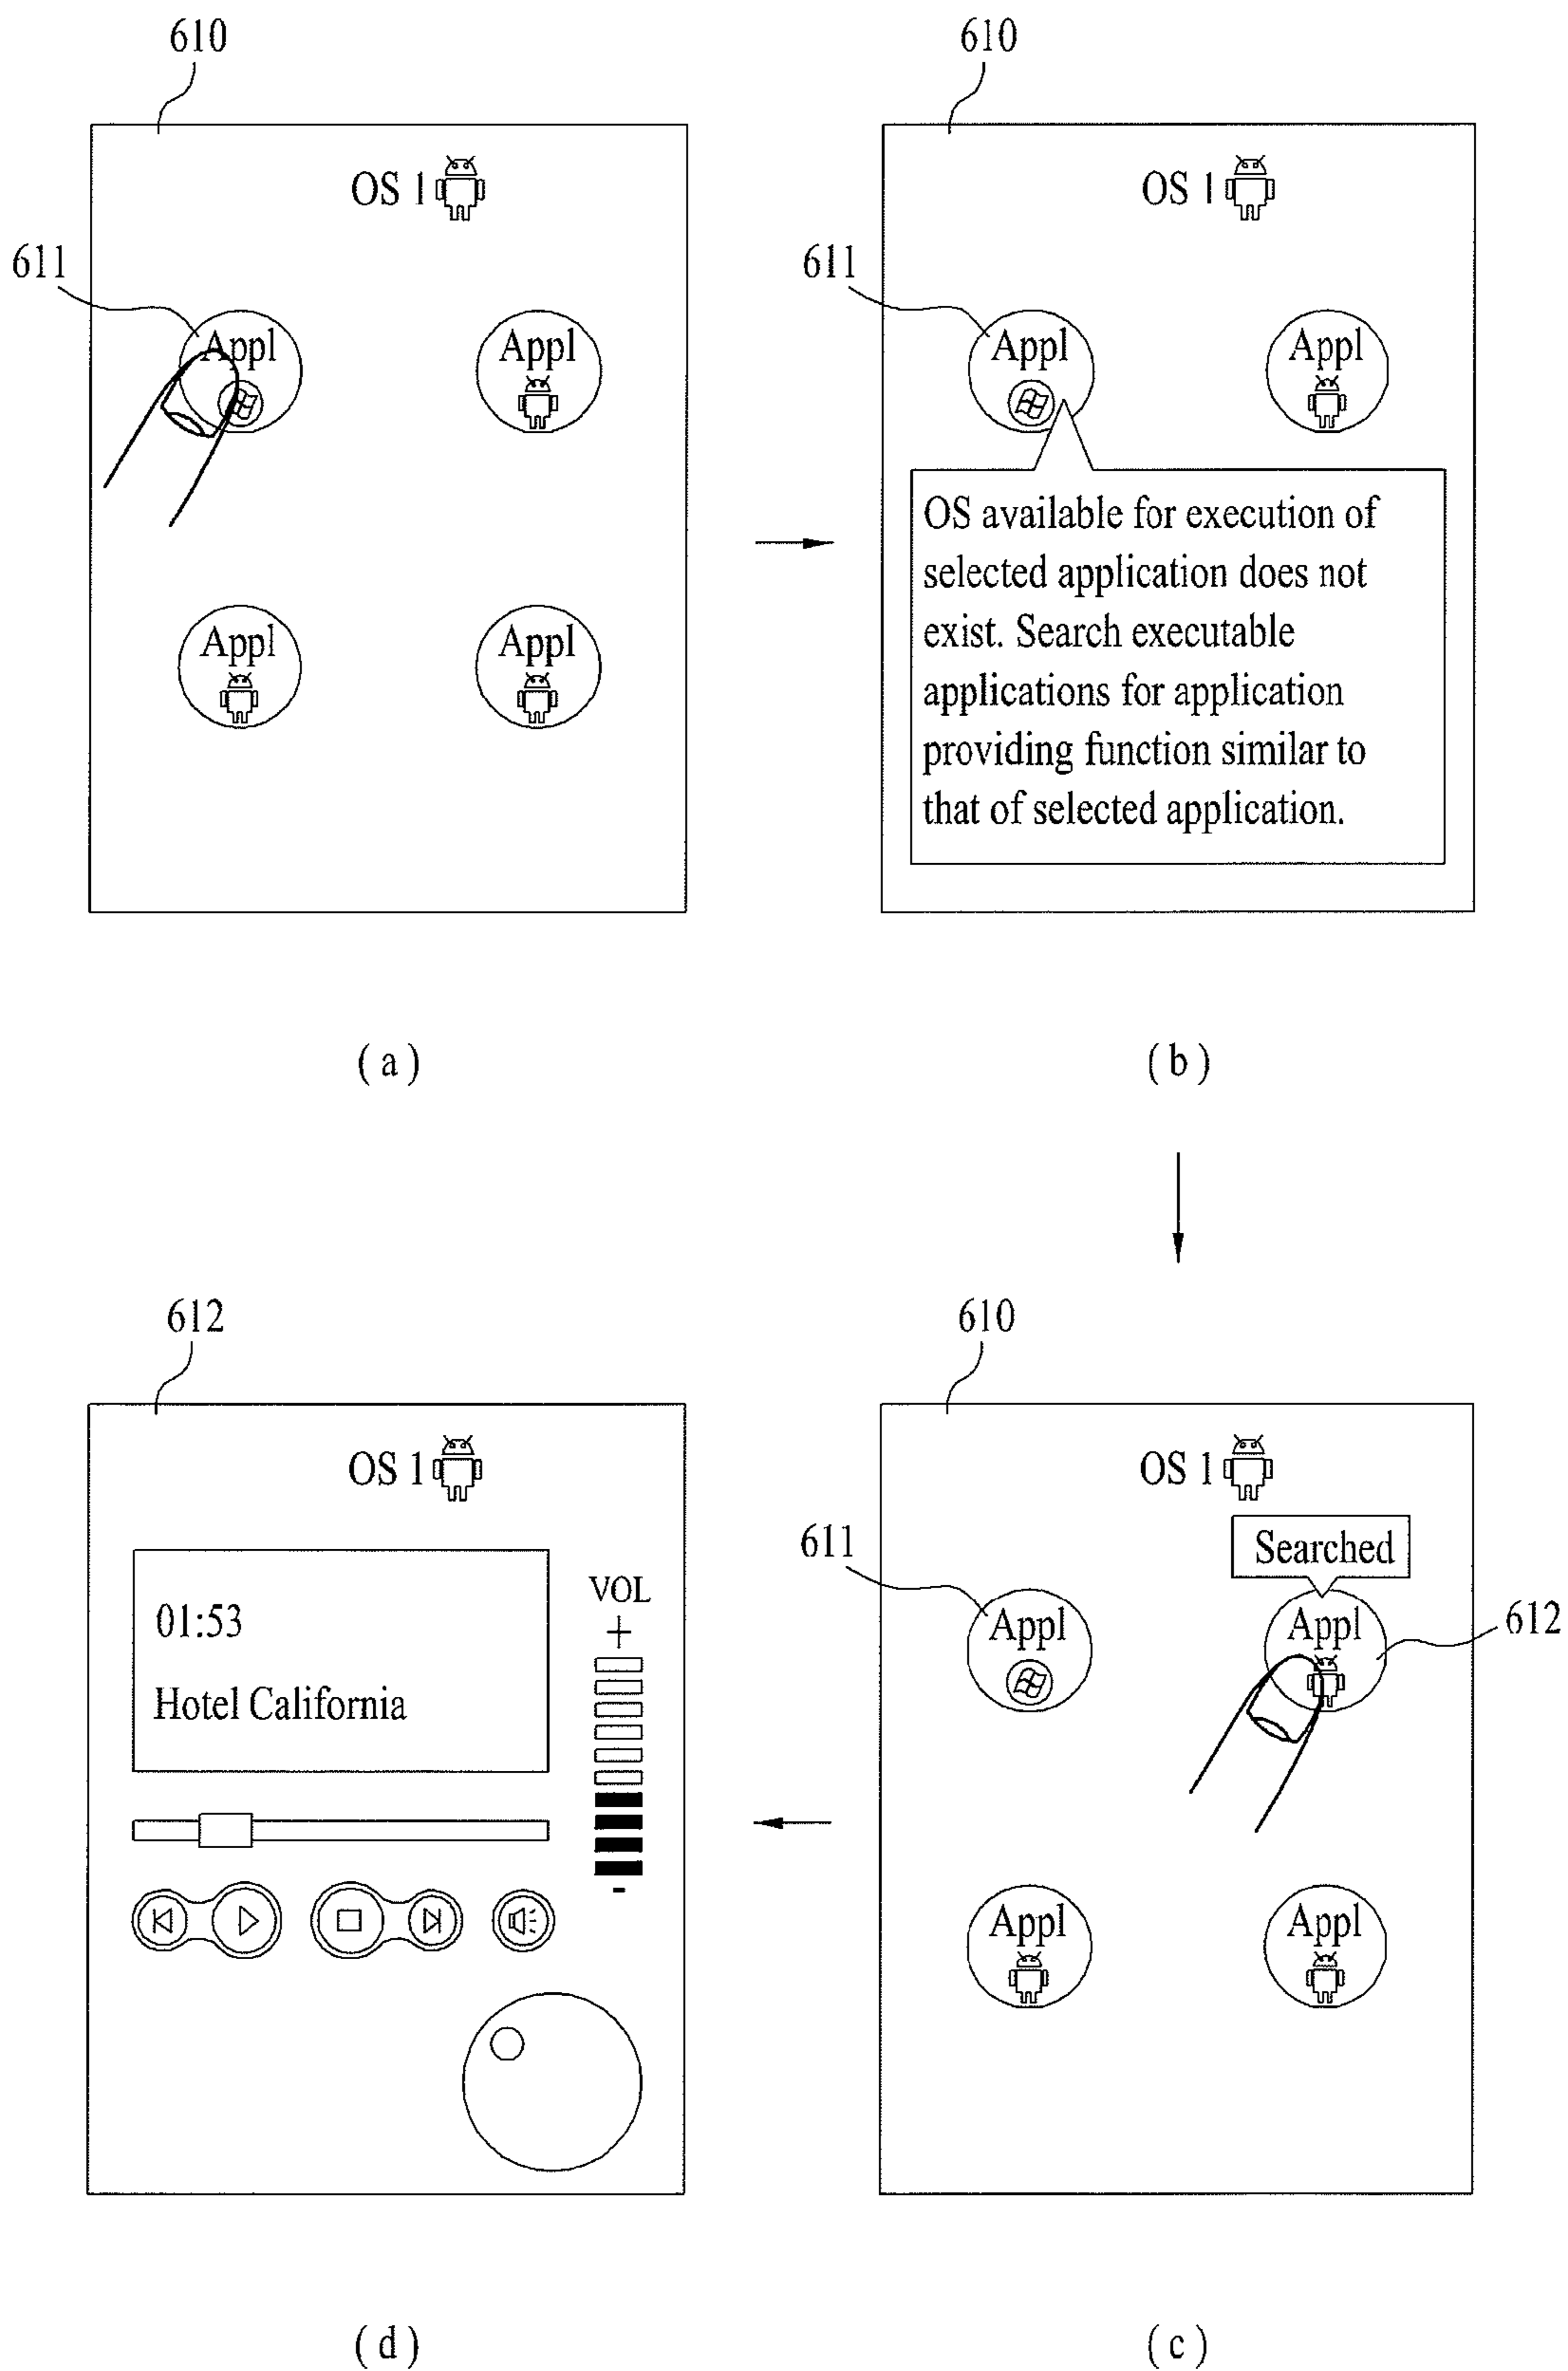 610
610
OS 1
OS 1
611
611
Appl
Appl
Appl
Appl
OS available for execution of
selected application does not
exist. Search executable
applications for application
providing function similar to
that of selected application.
Appl
Appl
(a)
(b)
612
610
OS 1
OS 1
Searched
611
VOL
+
01:53
Hotel California
Appl
Appl
612
-
Appl
Appl
(d)
(c)